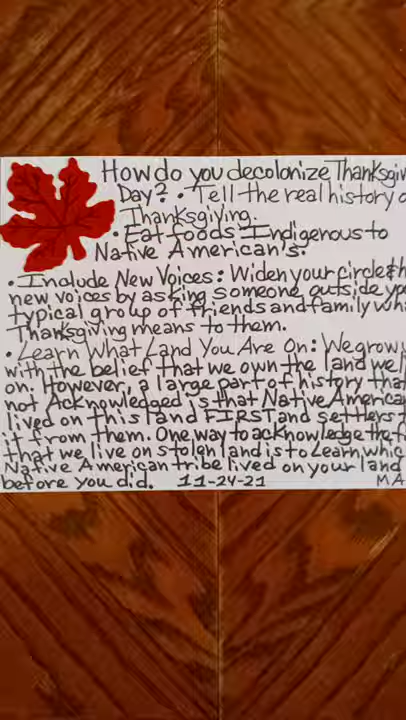 How do you decolonize Thanksgiv
Day? • Tell the real history o
Thanksgiving.
• Eat foods Indigenous to
Native American's.
• Include New Voices: Widen your circle & h
new voices by asking someone outside yo
typical group of friends and family wh
Thanksgiving means to them.
• Learn What Land You Are On: We grow u
with the belief that we own the land we l
on. However, a large part of history tha
not Acknowledged is that Native America
lived on this land FIRST and settlers t
it from them. One way to acknowledge the f
that we live on stolen land is to Learn whic
Native American tribe lived on your land
before you did. 11-24-21 MA